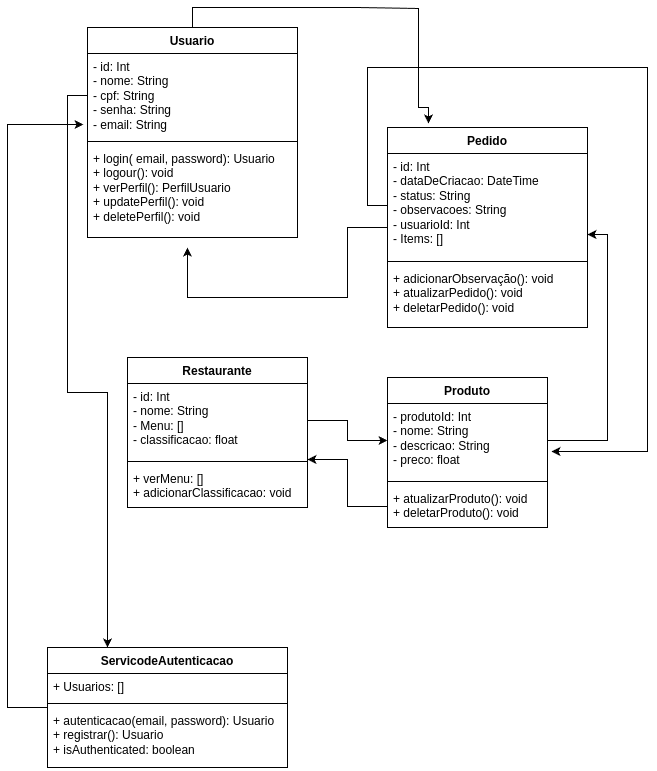 Usuario
- id: Int
- nome: String
- cpf: String
- senha: String
- email: String
+ login( email, password): Usuario
+ logour(): void
+ verPerfil(): PerfilUsuario
+ updatePerfil(): void
+ deletePerfil(): void
Pedido
- id: Int
- dataDeCriacao: DateTime
- status: String
- observacoes: String
- usuarioId: Int
- Items: []
+ adicionarObservação(): void
+ atualizarPedido(): void
+ deletarPedido(): void
Restaurante
- id: Int
- nome: String
- Menu: []
- classificacao: float
+ verMenu: []
+ adicionarClassificacao: void
Produto
- produtoId: Int
- nome: String
- descricao: String
- preco: float
+ atualizarProduto(): void
+ deletarProduto(): void
ServicodeAutenticacao
+ Usuarios: []
+ autenticacao(email, password): Usuario
+ registrar(): Usuario
+ isAuthenticated: boolean